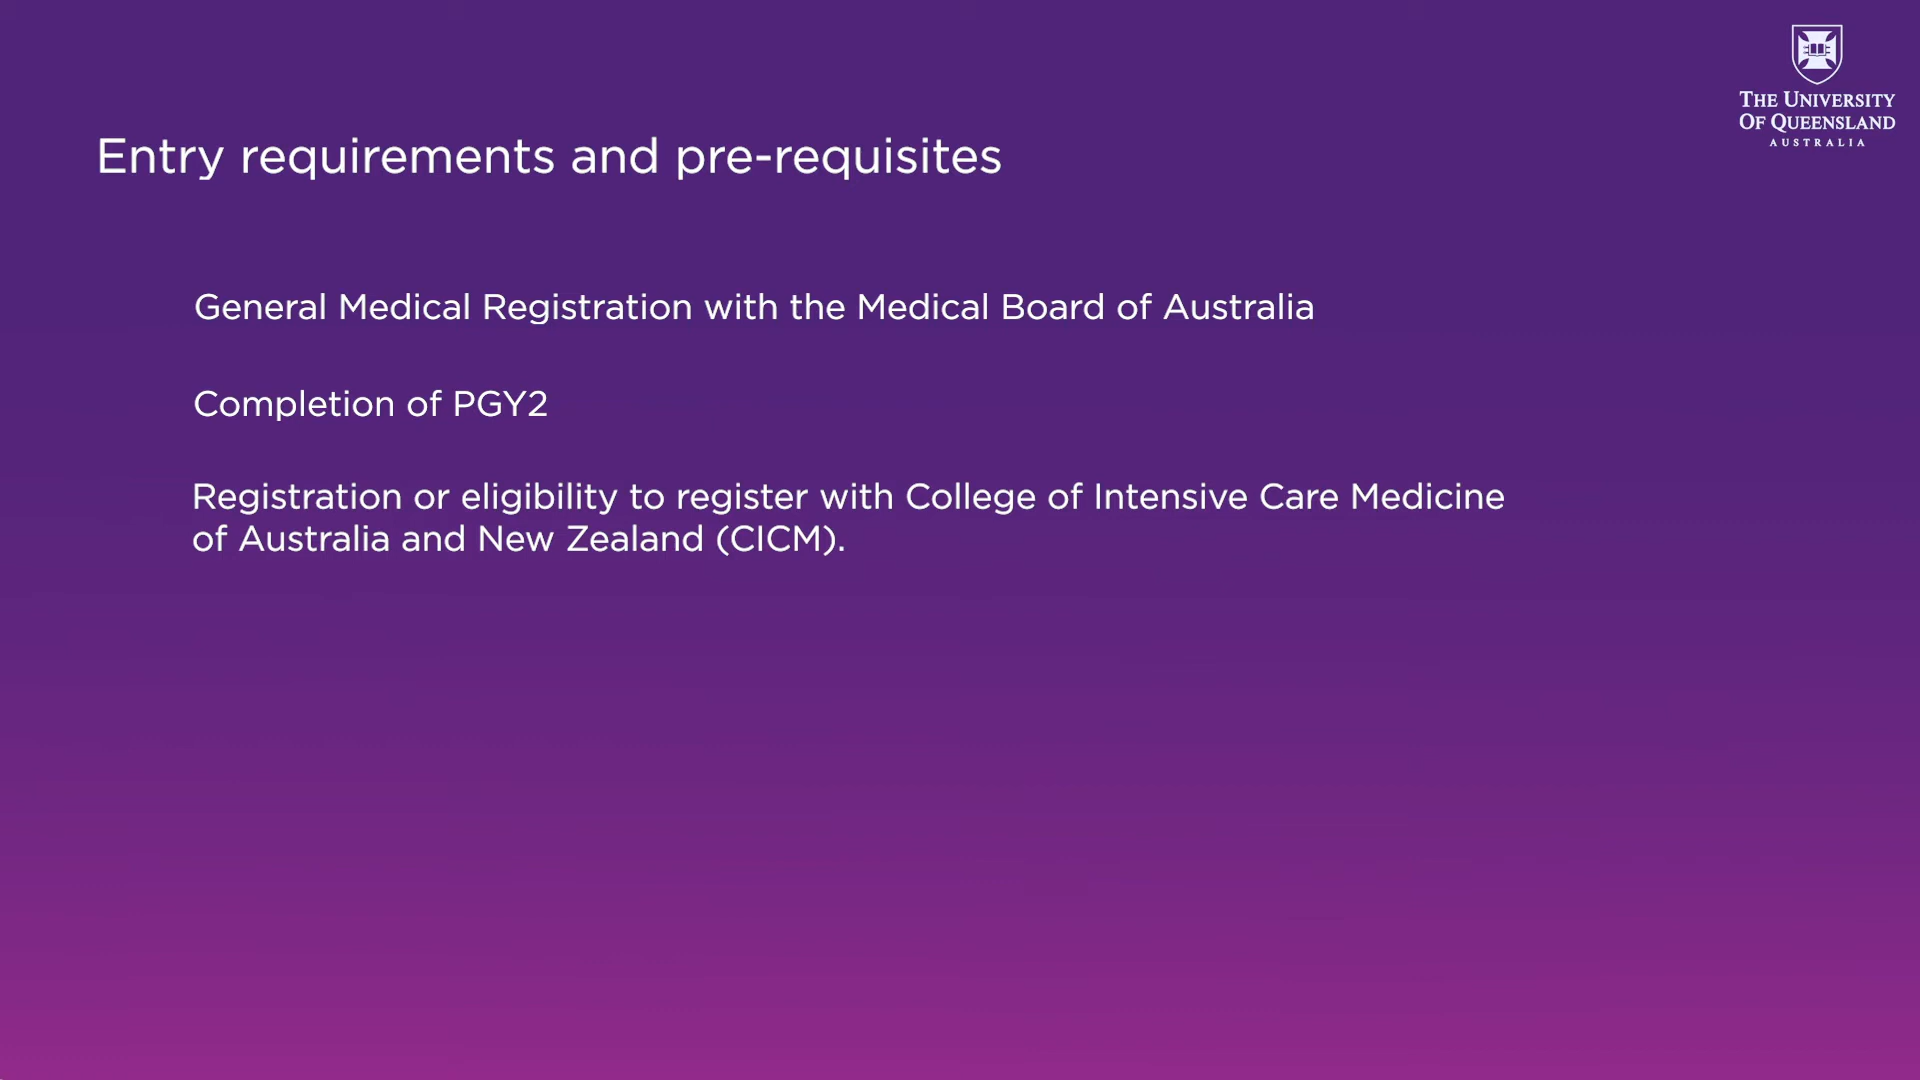 THE UNIVERSITY
OF QUEENSLAND
AUSTRALIA
Entry requirements and pre-requisites
General Medical Registration with the Medical Board of Australia
Completion of PGY2
Registration or eligibility to register with College of Intensive Care Medicine
of Australia and New Zealand (CICM).